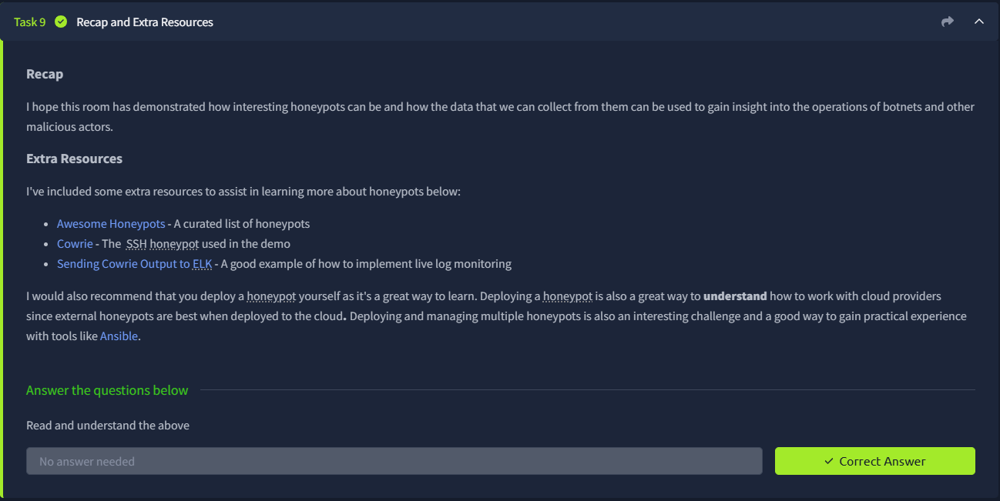 Task 9 Recap and Extra Resources
Recap
I hope this room has demonstrated how interesting honeypots can be and how the data that we can collect from them can be used to gain insight into the operations of botnets and other
malicious actors.
Extra Resources
I've included some extra resources to assist in learning more about honeypots below:
• Awesome Honeypots - A curated list of honeypots
• Cowrie - The SSH honeypot used in the demo
• Sending Cowrie Output to ELK - A good example of how to implement live log monitoring
I would also recommend that you deploy a honeypot yourself as it's a great way to learn. Deploying a honeypot is also a great way to understand how to work with cloud providers
since external honeypots are best when deployed to the cloud. Deploying and managing multiple honeypots is also an interesting challenge and a good way to gain practical experience
with tools like Ansible.
Answer the questions below
Read and understand the above
No answer needed
Correct Answer